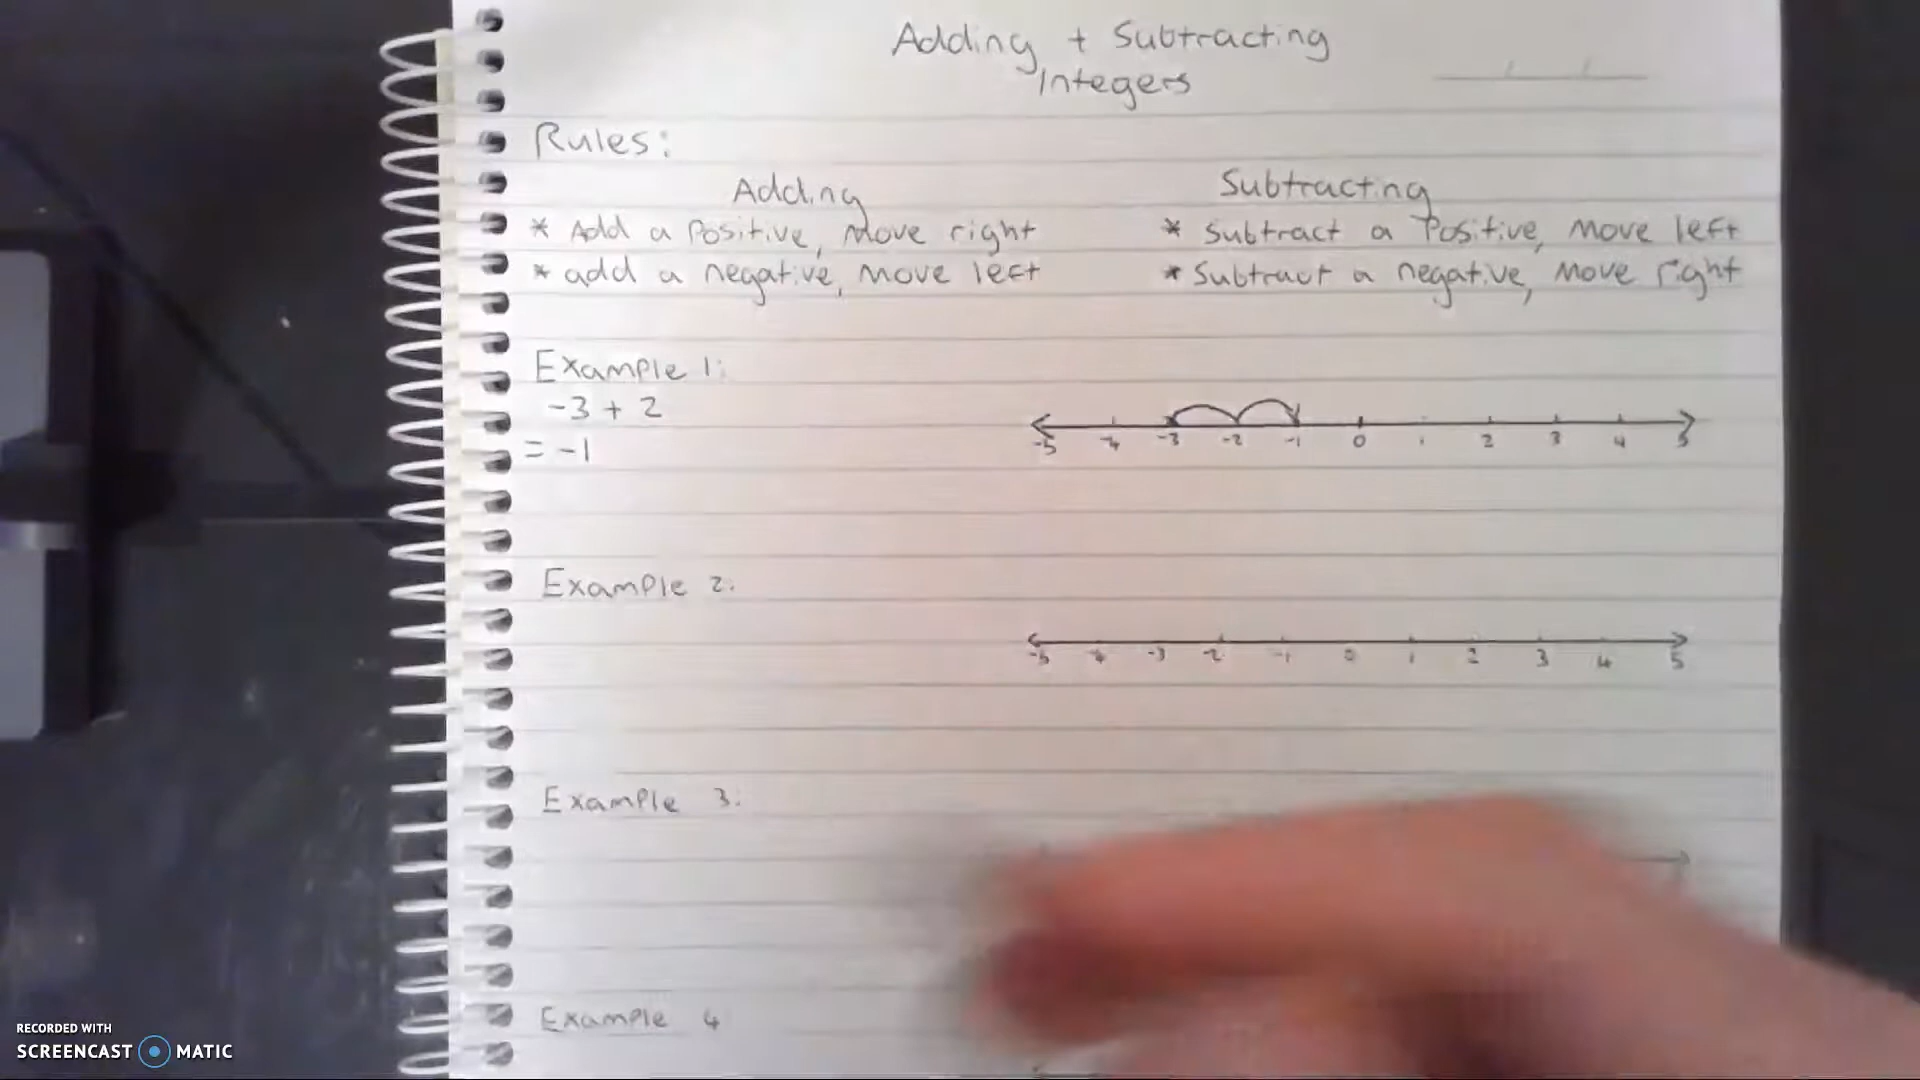 Adding + Subtracting
Integers
Rules:
Adding
Subtracting
* Add a Positive, move right
* Subtract a Positive, move left
* add a negative, move left
* Subtract a negative, move right
Example 1:
-3 + 2
= -1
-5 -4 -3 -2 -1 0 1 2 3 4 5
Example 2:
-5 -4 -3 -2 -1 0 1 2 3 4 5
Example 3:
Example 4
RECORDED WITH
SCREENCAST MATIC